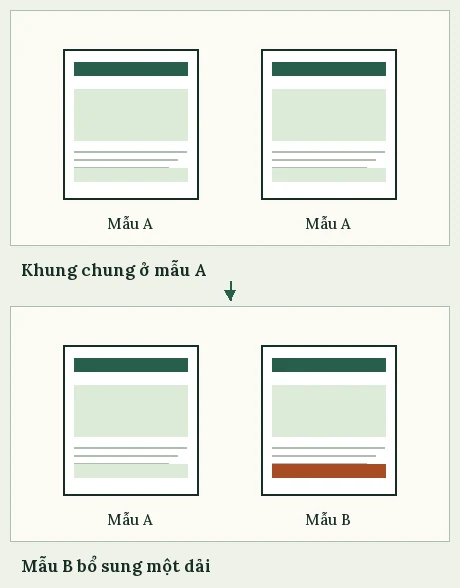 Mẫu A
Mẫu A
Khung chung ở mẫu A
Mẫu A
Mẫu B
Mẫu B bổ sung một dải